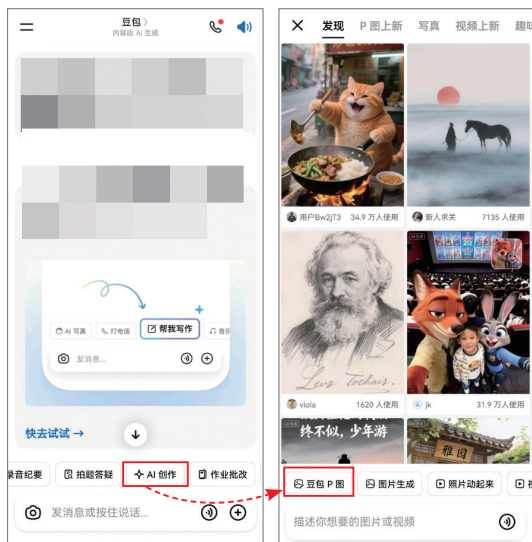 豆包 〉
内容由 AI 生成
AI 写真
打电话
帮我写作
音乐
发消息...
快去试试 →
录音纪要
拍题答疑
AI 创作
作业批改
发消息或按住说话...
发现
P 图上新
写真
视频上新
趣味
用户Bw2jT3
34.9 万人使用
新人求关
7135 人使用
Levz Tochais.
viola
1620 人使用
jk
31.9 万人使用
终不似，少年游
雅园
豆包 P 图
图片生成
照片动起来
描述你想要的图片或视频